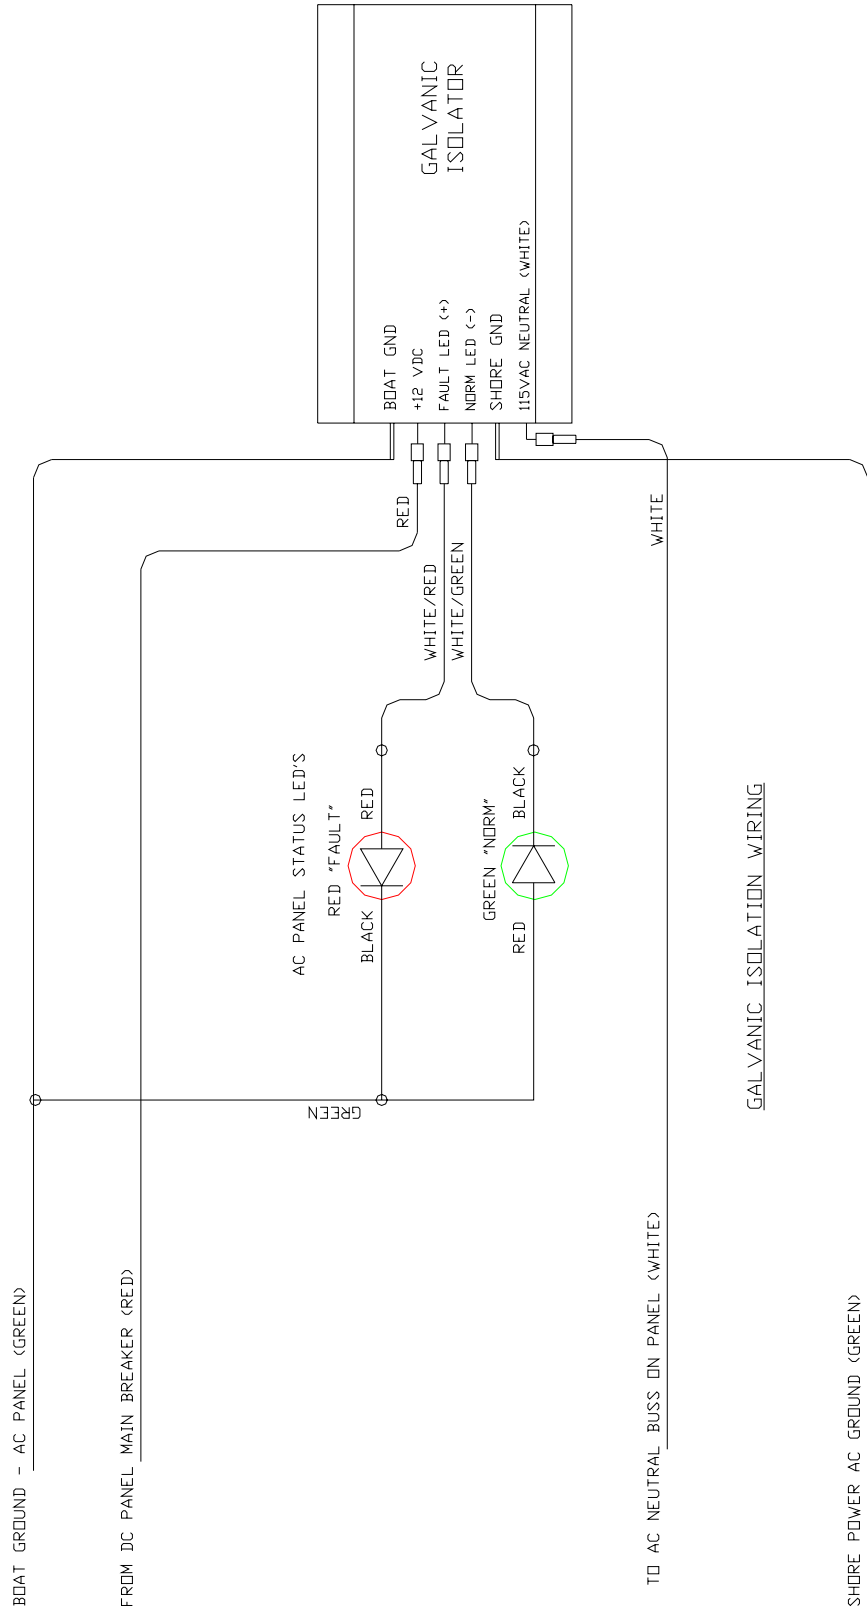 GALVANIC
ISOLATOR
BOAT GND
+12 VDC
FAULT LED (+)
NORM LED (-)
SHORE GND
115VAC NEUTRAL (WHITE)
RED
WHITE/RED
WHITE/GREEN
WHITE
AC PANEL STATUS LED'S
RED "FAULT"
RED
BLACK
GREEN "NORM"
BLACK
RED
GREEN
GALVANIC ISOLATION WIRING
BOAT GROUND - AC PANEL (GREEN)
FROM DC PANEL MAIN BREAKER (RED)
TO AC NEUTRAL BUSS ON PANEL (WHITE)
SHORE POWER AC GROUND (GREEN)